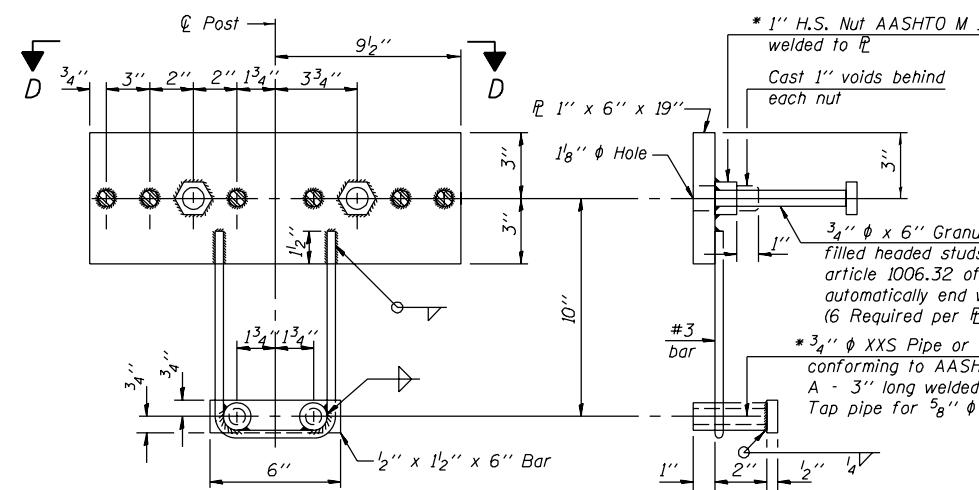 ℄ Post
9½"
D
D
¾"
3"
2"
2"
1¾"
3¾"
3"
3"
1½"
1¾"
1¾"
¾"
¾"
10"
6"
½" x 1½" x 6" Bar
* 1" H.S. Nut AASHTO M
welded to ℄
Cast 1" voids behind
each nut
℄ 1" x 6" x 19"
1⅛" ϕ Hole
3"
1"
¾" ϕ x 6" Granu
filled headed studs
article 1006.32 of
automatically end
(6 Required per
#3
bar
* ¾" ϕ XXS Pipe or
conforming to AASH
A - 3" long welded
Tap pipe for ⅝" ϕ
1"
2"
½"
¼